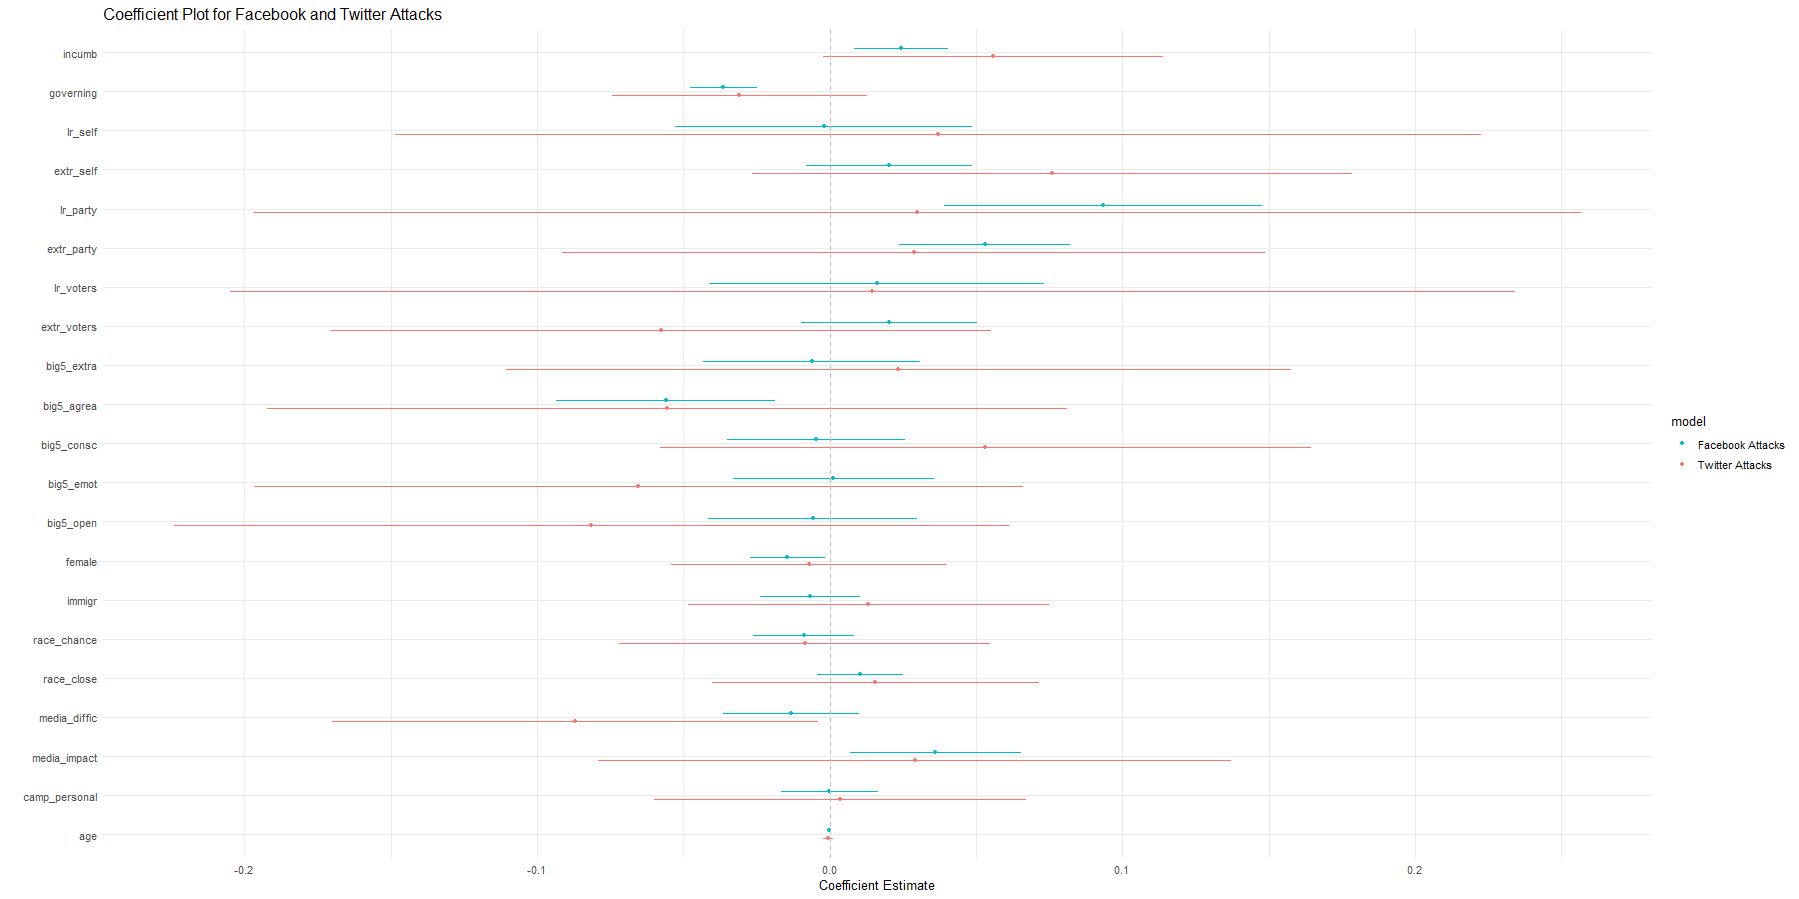 Coefficient Plot for Facebook and Twitter Attacks
incumb
governing
lr_self
extr_self
lr_party
extr_party
lr_voters
extr_voters
big5_extra
big5_agrea
big5_consc
big5_emot
big5_open
female
immigr
race_chance
race_close
media_diffic
media_impact
camp_personal
age
-0.2 -0.1 0.0 0.1 0.2
Coefficient Estimate
model
Facebook Attacks
Twitter Attacks